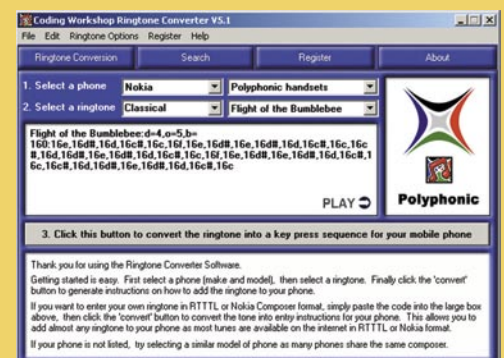 Coding Workshop Ringtone Converter V5.1
File Edit Ringtone Options Register Help
Ringtone Conversion Search Register About
1. Select a phone Nokia Polyphonic handsets
2. Select a ringtone Classical Flight of the Bumblebee
Flight of the Bumblebee:d=4,o=5,b=
160:16e,16d#,16d,16c#,16c,16f,16e,16d#,16e,16d#,16d,16c#,16c,16c
#,16d,16d#,16e,16d#,16d,16c#,16c,16f,16e,16d#,16e,16d#,16d,16c#,1
6c,16c#,16d,16d#,16e,16d#,16d,16c#,16c
PLAY
Polyphonic
3. Click this button to convert the ringtone into a key press sequence for your mobile phone
Thank you for using the Ringtone Converter Software.
Getting started is easy. First select a phone (make and model), then select a ringtone. Finally click the 'convert'
button to generate instructions on how to add the ringtone to your phone.
If you want to enter your own ringtone in RTTTL or Nokia Composer format, simply paste the code into the large box
above, then click the 'convert' button to convert the tone into entry instructions for your phone. This allows you to
add almost any ringtone to your phone as most tunes are available on the internet in RTTTL or Nokia format.
If your phone is not listed, try selecting a similar model of phone as many phones share the same composer.